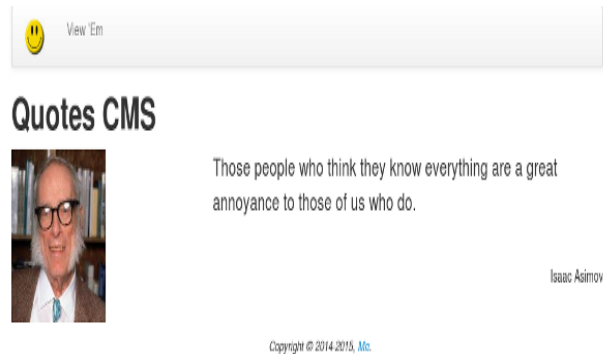 View 'Em
Quotes CMS
Those people who think they know everything are a great
annoyance to those of us who do.
Isaac Asimov
Copyright © 2014-2015, Mo.